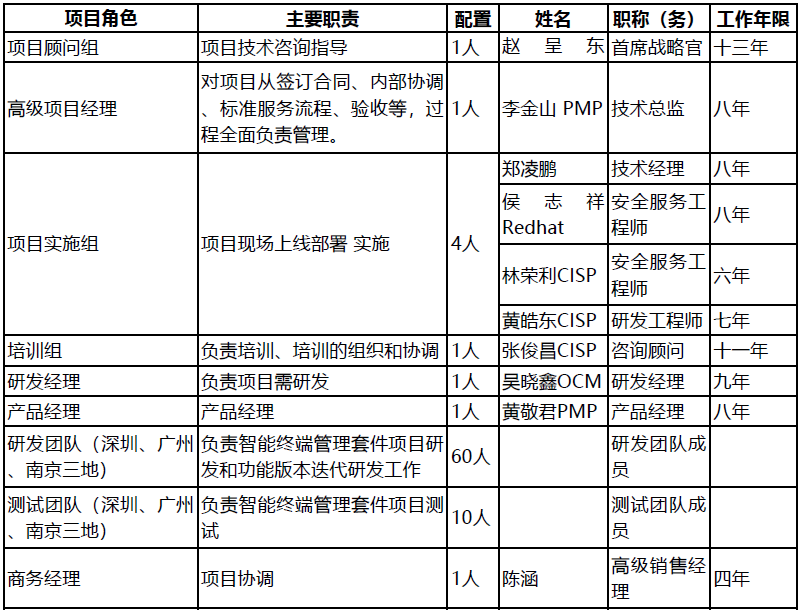 项目角色 主要职责 配置 姓名 职称（务） 工作年限
项目顾问组 项目技术咨询指导 1人 赵呈东 首席战略官 十三年
高级项目经理 对项目从签订合同、内部协调
、标准服务流程、验收等，过
程全面负责管理。 1人 李金山 PMP 技术总监 八年
项目实施组 项目现场上线部署 实施 4人 郑凌鹏 技术经理 八年
侯志祥
Redhat 安全服务工
程师 八年
林荣利CISP 安全服务工
程师 六年
黄皓东CISP 研发工程师 七年
培训组 负责培训、培训的组织和协调 1人 张俊昌CISP 咨询顾问 十一年
研发经理 负责项目需研发 1人 吴晓鑫OCM 研发经理 九年
产品经理 产品经理 1人 黄敬君PMP 产品经理 八年
研发团队（深圳、广州
、南京三地） 负责智能终端管理套件项目研
发和功能版本迭代研发工作 60人 研发团队成
员
测试团队（深圳、广州
、南京三地） 负责智能终端管理套件项目测
试 10人 测试团队成
员
商务经理 项目协调 1人 陈涵 高级销售经
理 四年